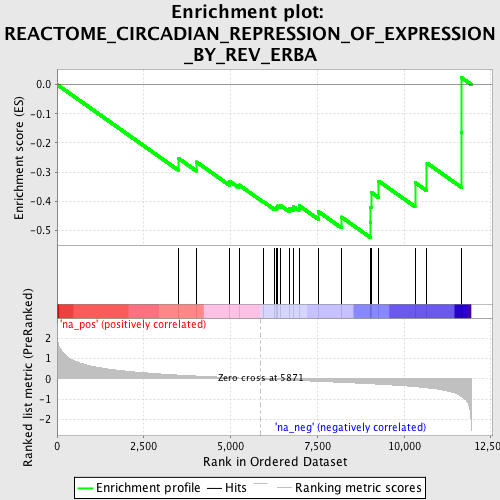 Enrichment plot:
REACTOME_CIRCADIAN_REPRESSION_OF_EXPRESSION
_BY_REV_ERBA
Enrichment score (ES)
0.0
-0.1
-0.2
-0.3
-0.4
-0.5
'na_pos' (positively correlated)
Ranked list metric (PreRanked)
2
1
0
-1
-2
Zero cross at 5871
'na_neg' (negatively correlated)
0
2,500
5,000
7,500
10,000
12,500
Rank in Ordered Dataset
Enrichment profile
Hits
Ranking metric scores